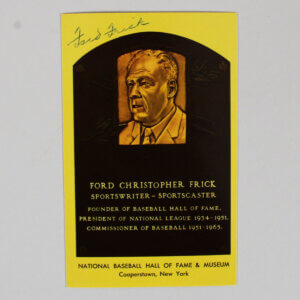 Ford Frick
FORD CHRISTOPHER FRICK
SPORTSWRITER – SPORTSCASTER
FOUNDER OF BASEBALL HALL OF FAME.
PRESIDENT OF NATIONAL LEAGUE 1934-1951.
COMMISSIONER OF BASEBALL 1951-1965.
NATIONAL BASEBALL HALL OF FAME & MUSEUM
Cooperstown, New York